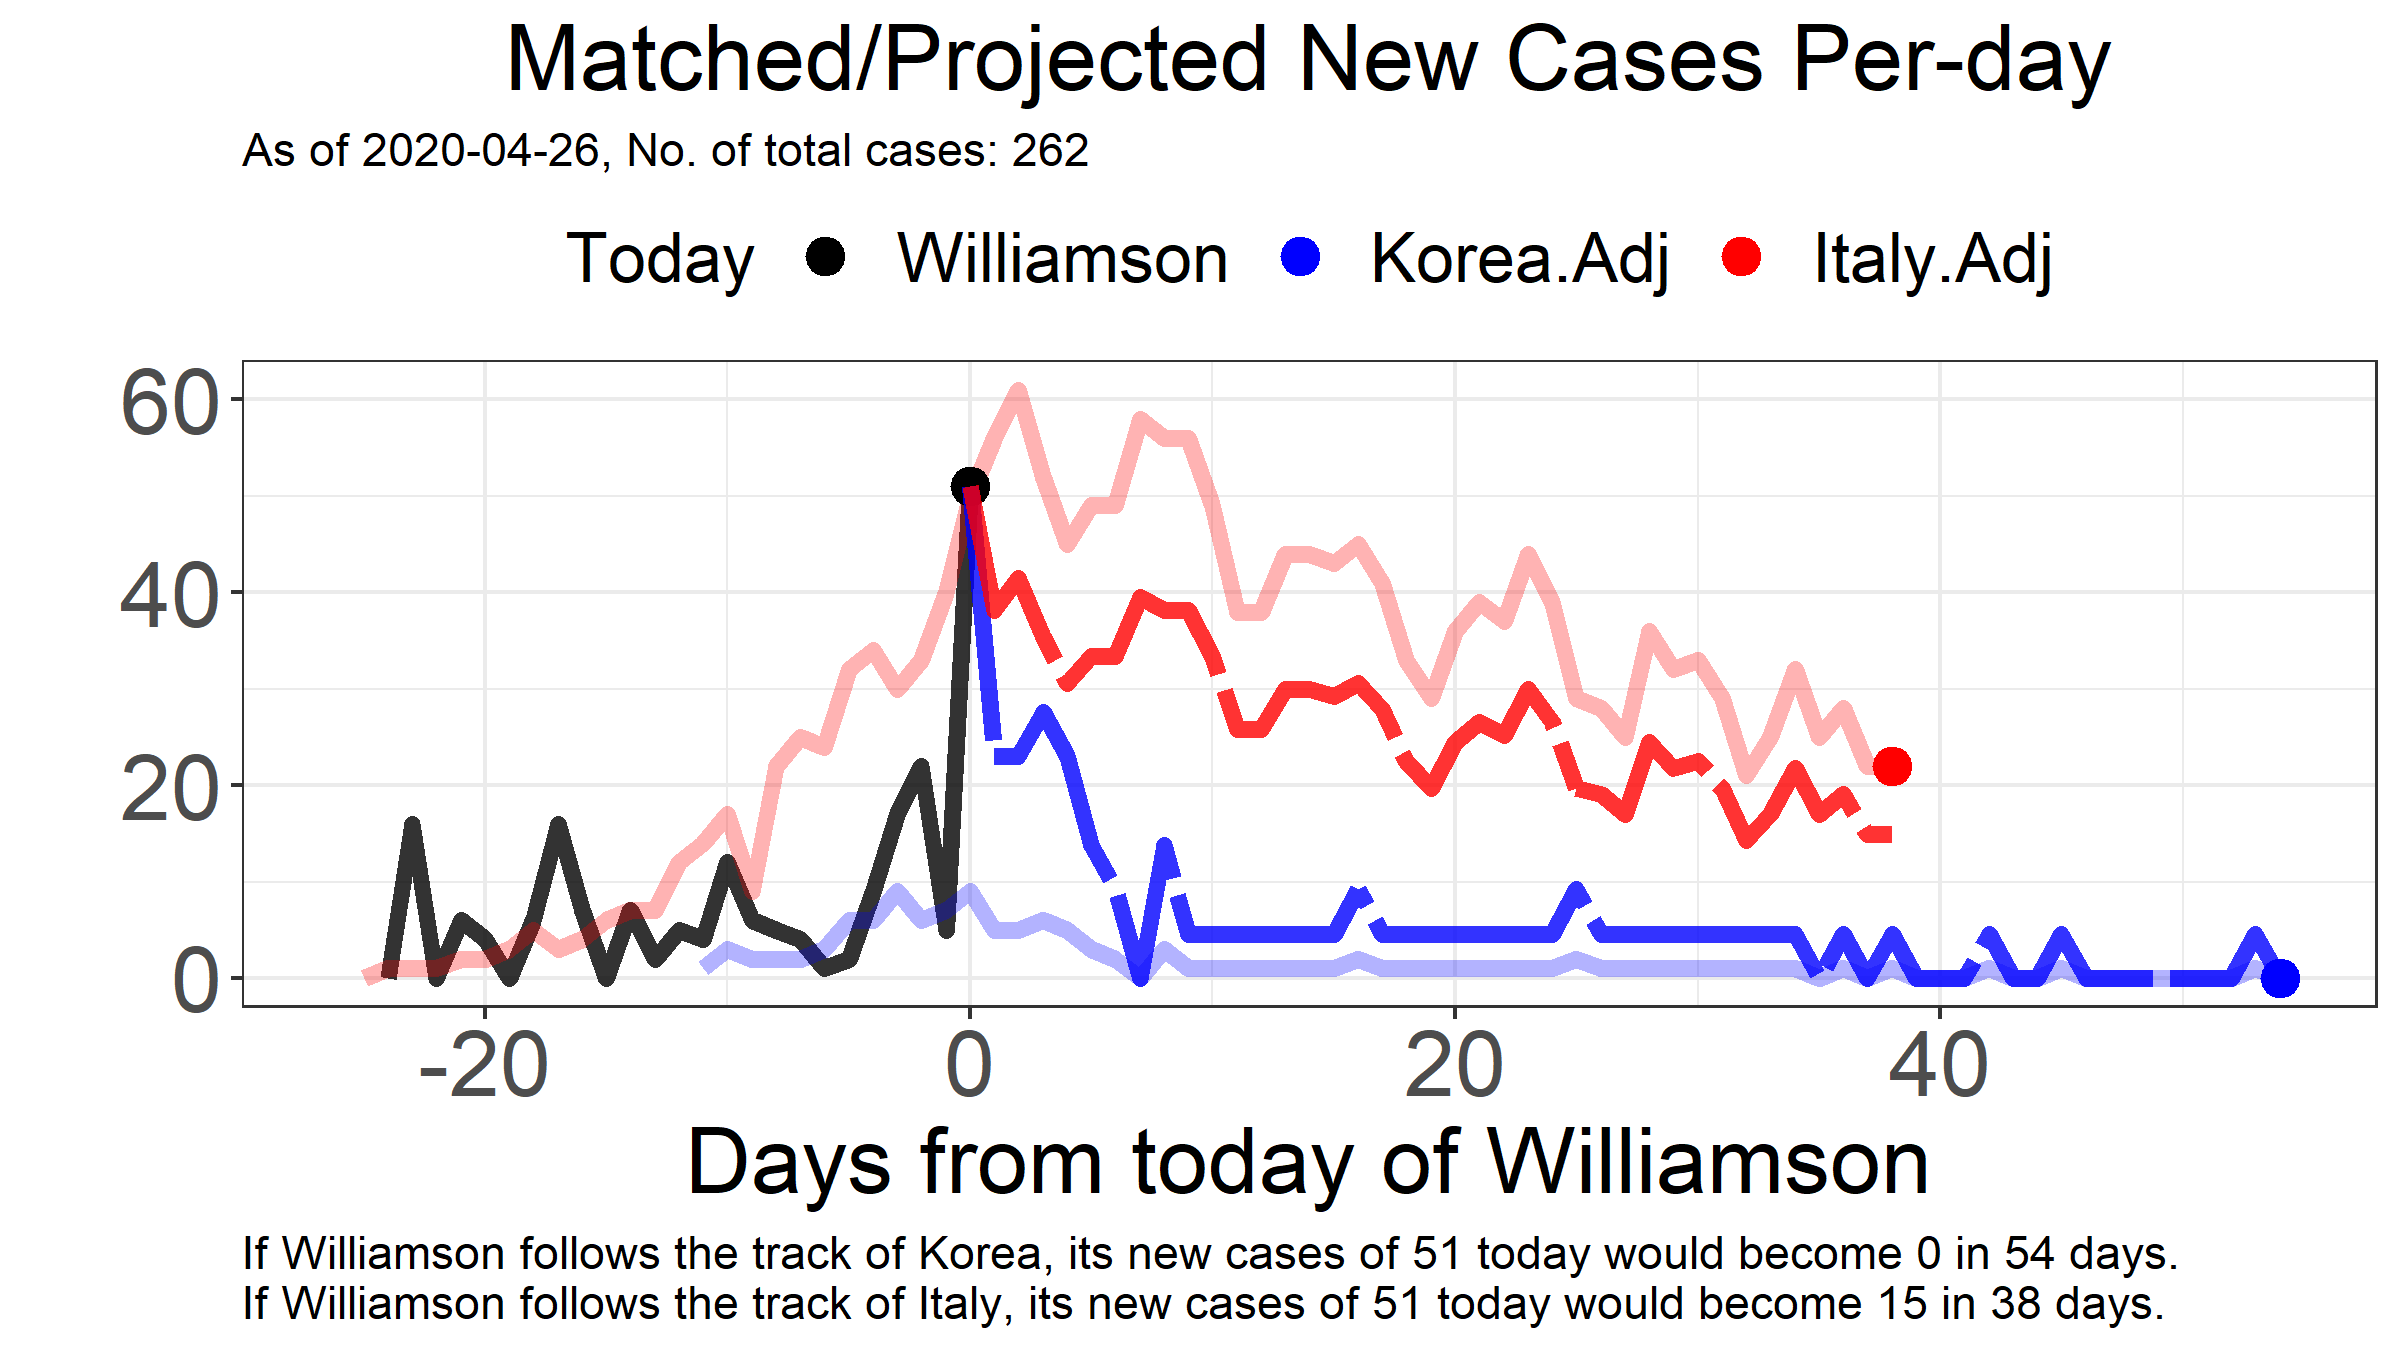 Matched/Projected New Cases Per-day
As of 2020-04-26, No. of total cases: 262
Today Williamson Korea.Adj Italy.Adj
60
40
20
0
-20 0 20 40
Days from today of Williamson
If Williamson follows the track of Korea, its new cases of 51 today would become 0 in 54 days.
If Williamson follows the track of Italy, its new cases of 51 today would become 15 in 38 days.